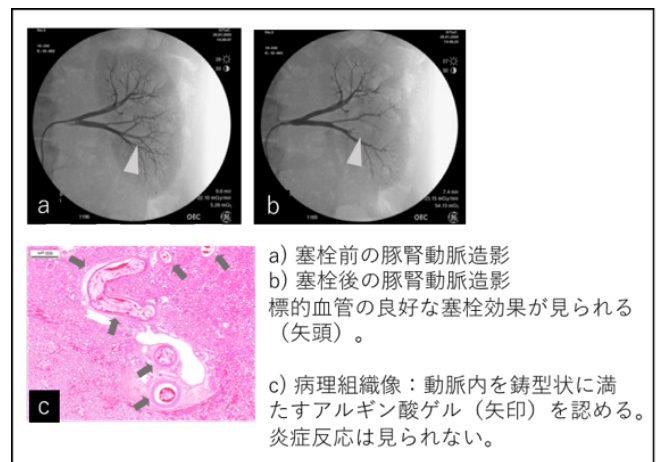 a
OEC
b
OEC
c
a) 塞栓前の豚腎動脈造影
b) 塞栓後の豚腎動脈造影
標的血管の良好な塞栓効果が見られる
（矢頭）。
c) 病理組織像：動脈内を鋳型状に満
たすアルギン酸ゲル（矢印）を認める。
炎症反応は見られない。